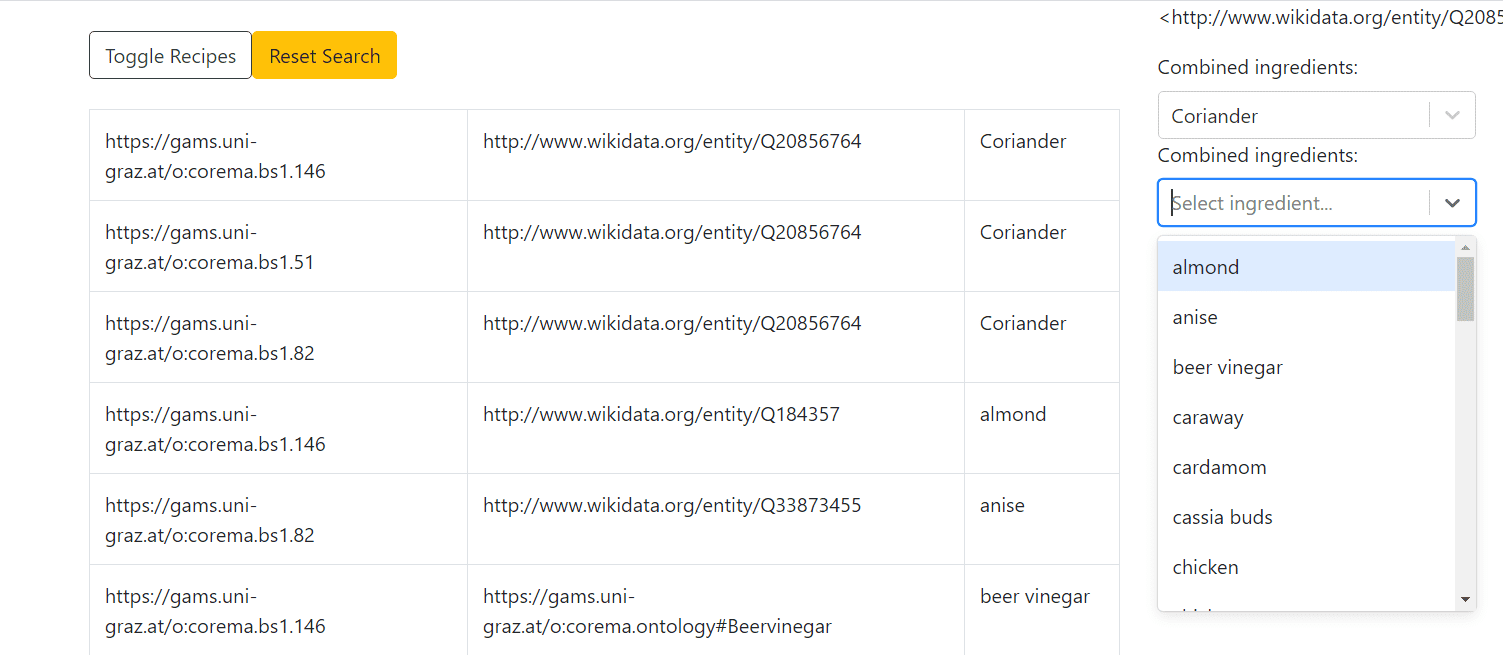 <http://www.wikidata.org/entity/Q2085
Toggle Recipes Reset Search
Combined ingredients:
Coriander
Combined ingredients:
Select ingredient...
almond
anise
beer vinegar
caraway
cardamom
cassia buds
chicken
https://gams.uni-
graz.at/o:corema.bs1.146
http://www.wikidata.org/entity/Q20856764
Coriander
https://gams.uni-
graz.at/o:corema.bs1.51
http://www.wikidata.org/entity/Q20856764
Coriander
https://gams.uni-
graz.at/o:corema.bs1.82
http://www.wikidata.org/entity/Q20856764
Coriander
https://gams.uni-
graz.at/o:corema.bs1.146
http://www.wikidata.org/entity/Q184357
almond
https://gams.uni-
graz.at/o:corema.bs1.82
http://www.wikidata.org/entity/Q33873455
anise
https://gams.uni-
graz.at/o:corema.bs1.146
https://gams.uni-
graz.at/o:corema.ontology#Beervinegar
beer vinegar